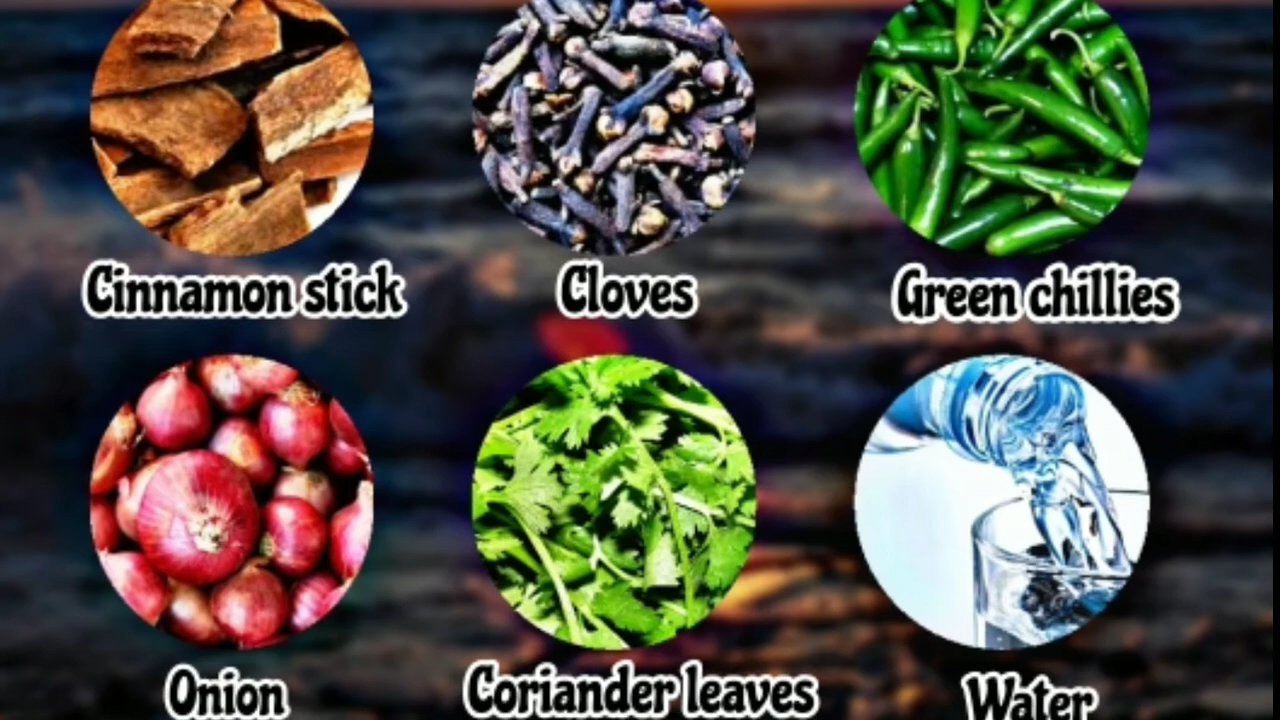 Cinnamon stick
Cloves
Green chillies
Onion
Coriander leaves
Water